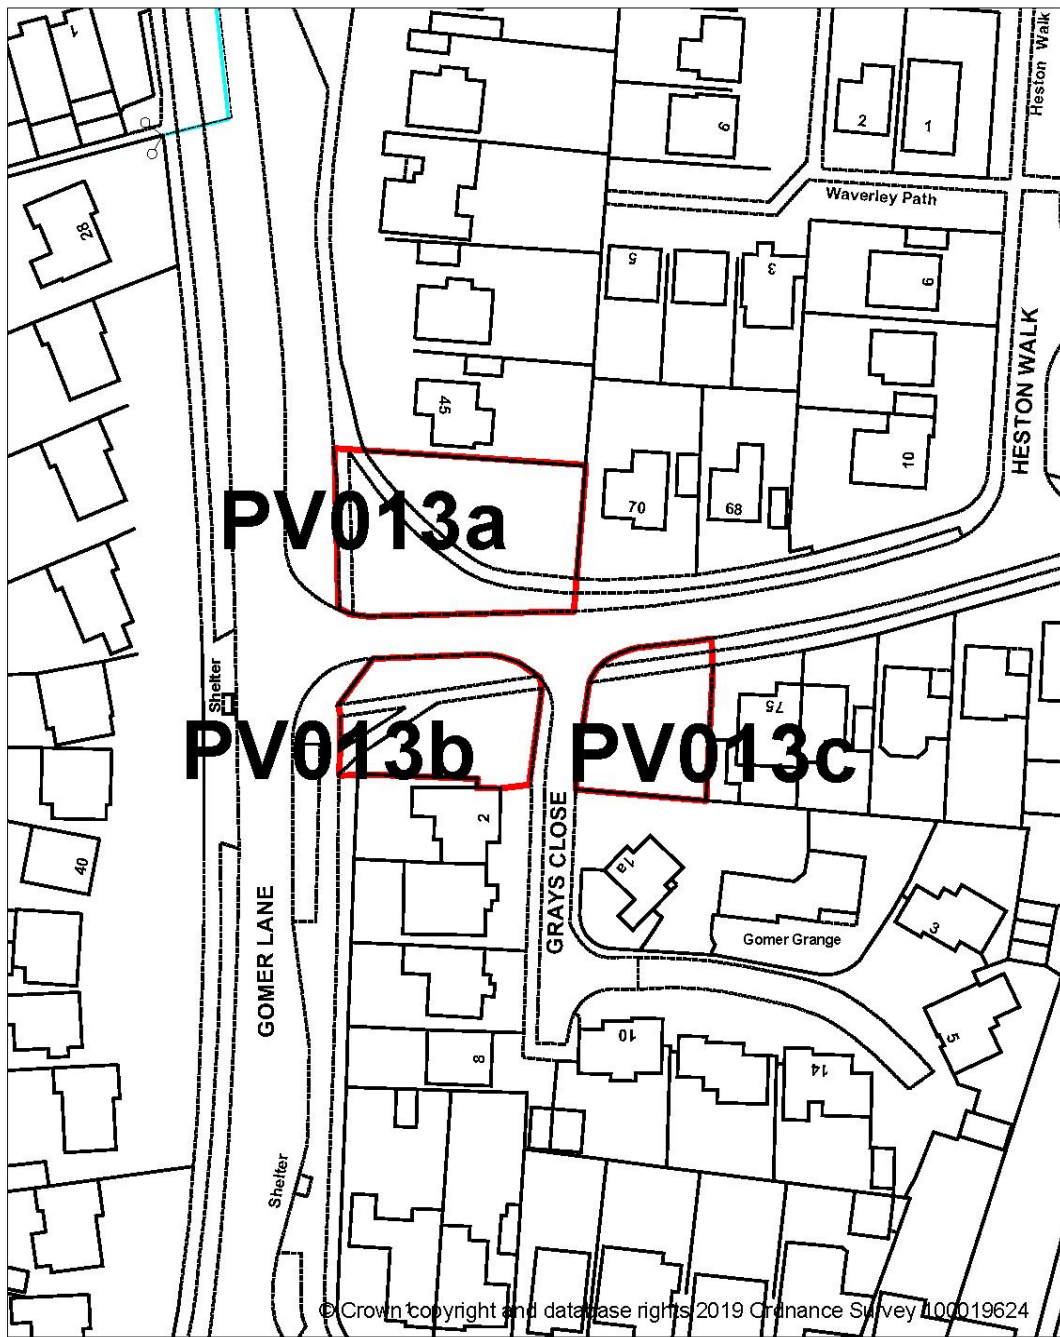 1
Heston Walk
2
1
6
Waverley Path
28
5
3
6
HESTON WALK
45
10
70
68
PV013a
Shelter
75
PV013b
PV013c
2
GRAYS CLOSE
40
1a
GOMER LANE
3
Gomer Grange
5
10
8
14
Shelter
1
© Crown copyright and database rights 2019 Ordnance Survey 100019624